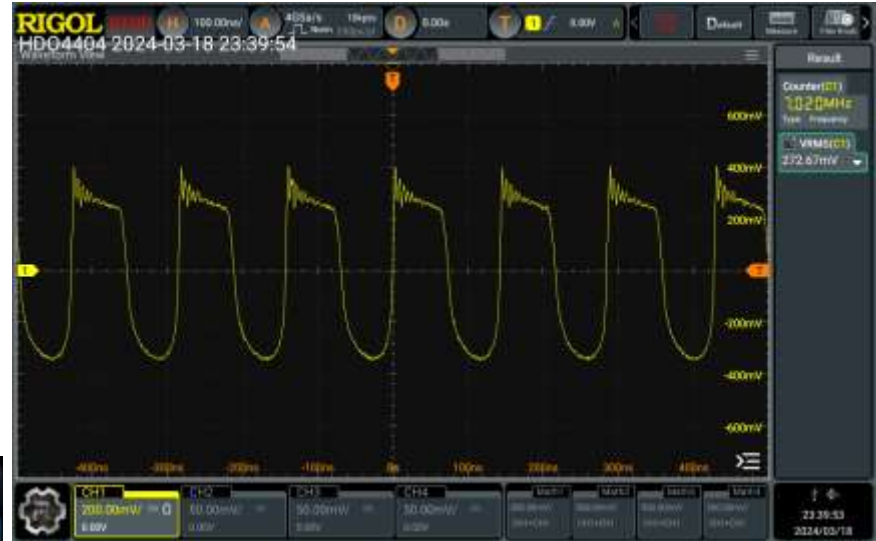 RIGOL
H 100.00ns/ A 4GSa/s 10kpts D 0.00s T 1 0.00V A Default Measure
Norm
HDO4404 2024-03-18 23:39:54
Waveform View
Result
T
Counter(C1)
7.020MHz
Type Frequency
VRMS(C1)
272.67mV
600mV
400mV
200mV
T T
-200mV
-400mV
-600mV
-400ns -300ns -200ns -100ns 0s 100ns 200ns 300ns 400ns
CH1 CH2 CH3 CH4 Math1 Math2 Math3 Math4
200.00mV/ Ω 50.00mV/ 50.00mV/ 50.00mV/
0.00V 0.00V 0.00V 0.00V
23:39:53
2024/03/18